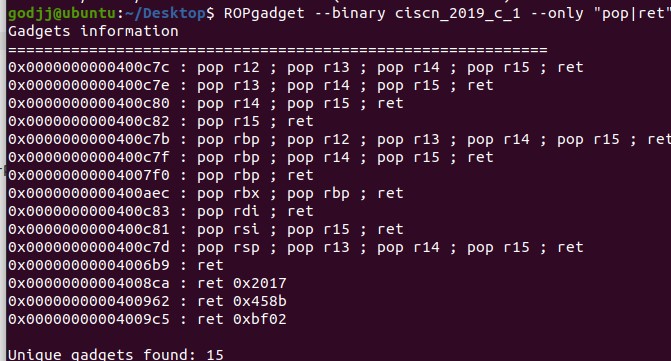 godjj@ubuntu:~/Desktop$ ROPgadget --binary ciscn_2019_c_1 --only "pop|ret"
Gadgets information
============================================================
0x0000000000400c7c : pop r12 ; pop r13 ; pop r14 ; pop r15 ; ret
0x0000000000400c7e : pop r13 ; pop r14 ; pop r15 ; ret
0x0000000000400c80 : pop r14 ; pop r15 ; ret
0x0000000000400c82 : pop r15 ; ret
0x0000000000400c7b : pop rbp ; pop r12 ; pop r13 ; pop r14 ; pop r15 ; ret
0x0000000000400c7f : pop rbp ; pop r14 ; pop r15 ; ret
0x00000000004007f0 : pop rbp ; ret
0x0000000000400aec : pop rbx ; pop rbp ; ret
0x0000000000400c83 : pop rdi ; ret
0x0000000000400c81 : pop rsi ; pop r15 ; ret
0x0000000000400c7d : pop rsp ; pop r13 ; pop r14 ; pop r15 ; ret
0x00000000004006b9 : ret
0x00000000004008ca : ret 0x2017
0x0000000000400962 : ret 0x458b
0x00000000004009c5 : ret 0xbf02
Unique gadgets found: 15